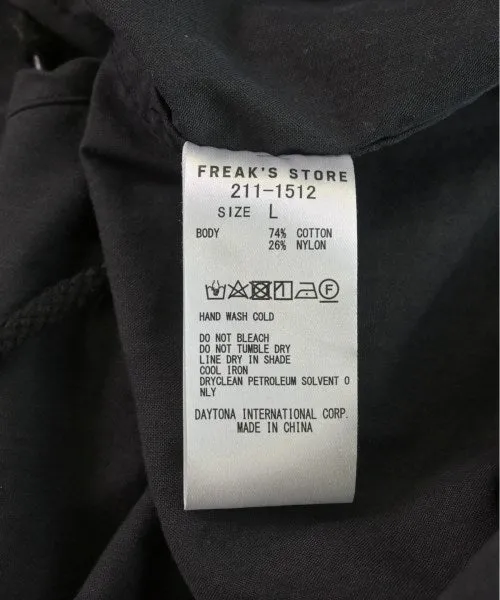 FREAK'S STORE
211-1512
SIZE L
BODY 74% COTTON
26% NYLON
HAND WASH COLD
DO NOT BLEACH
DO NOT TUMBLE DRY
LINE DRY IN SHADE
COOL IRON
DRYCLEAN PETROLEUM SOLVENT O
NLY
DAYTONA INTERNATIONAL CORP.
MADE IN CHINA